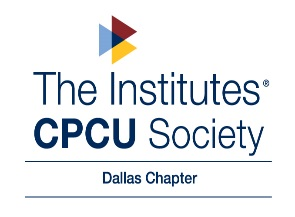 The Institutes®
CPCU Society
Dallas Chapter